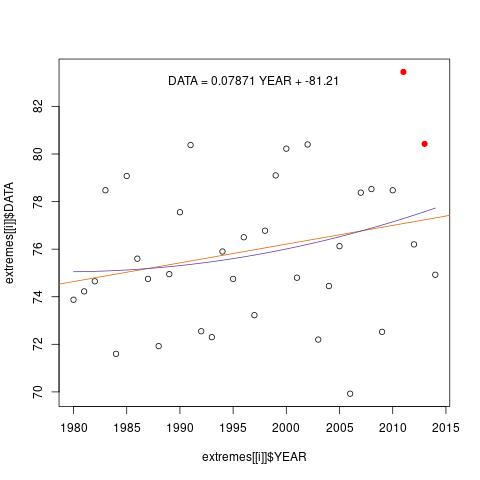 DATA = 0.07871 YEAR + -81.21
82
80
78
76
74
72
70
extremes[[i]]$DATA
1980 1985 1990 1995 2000 2005 2010 2015
extremes[[i]]$YEAR